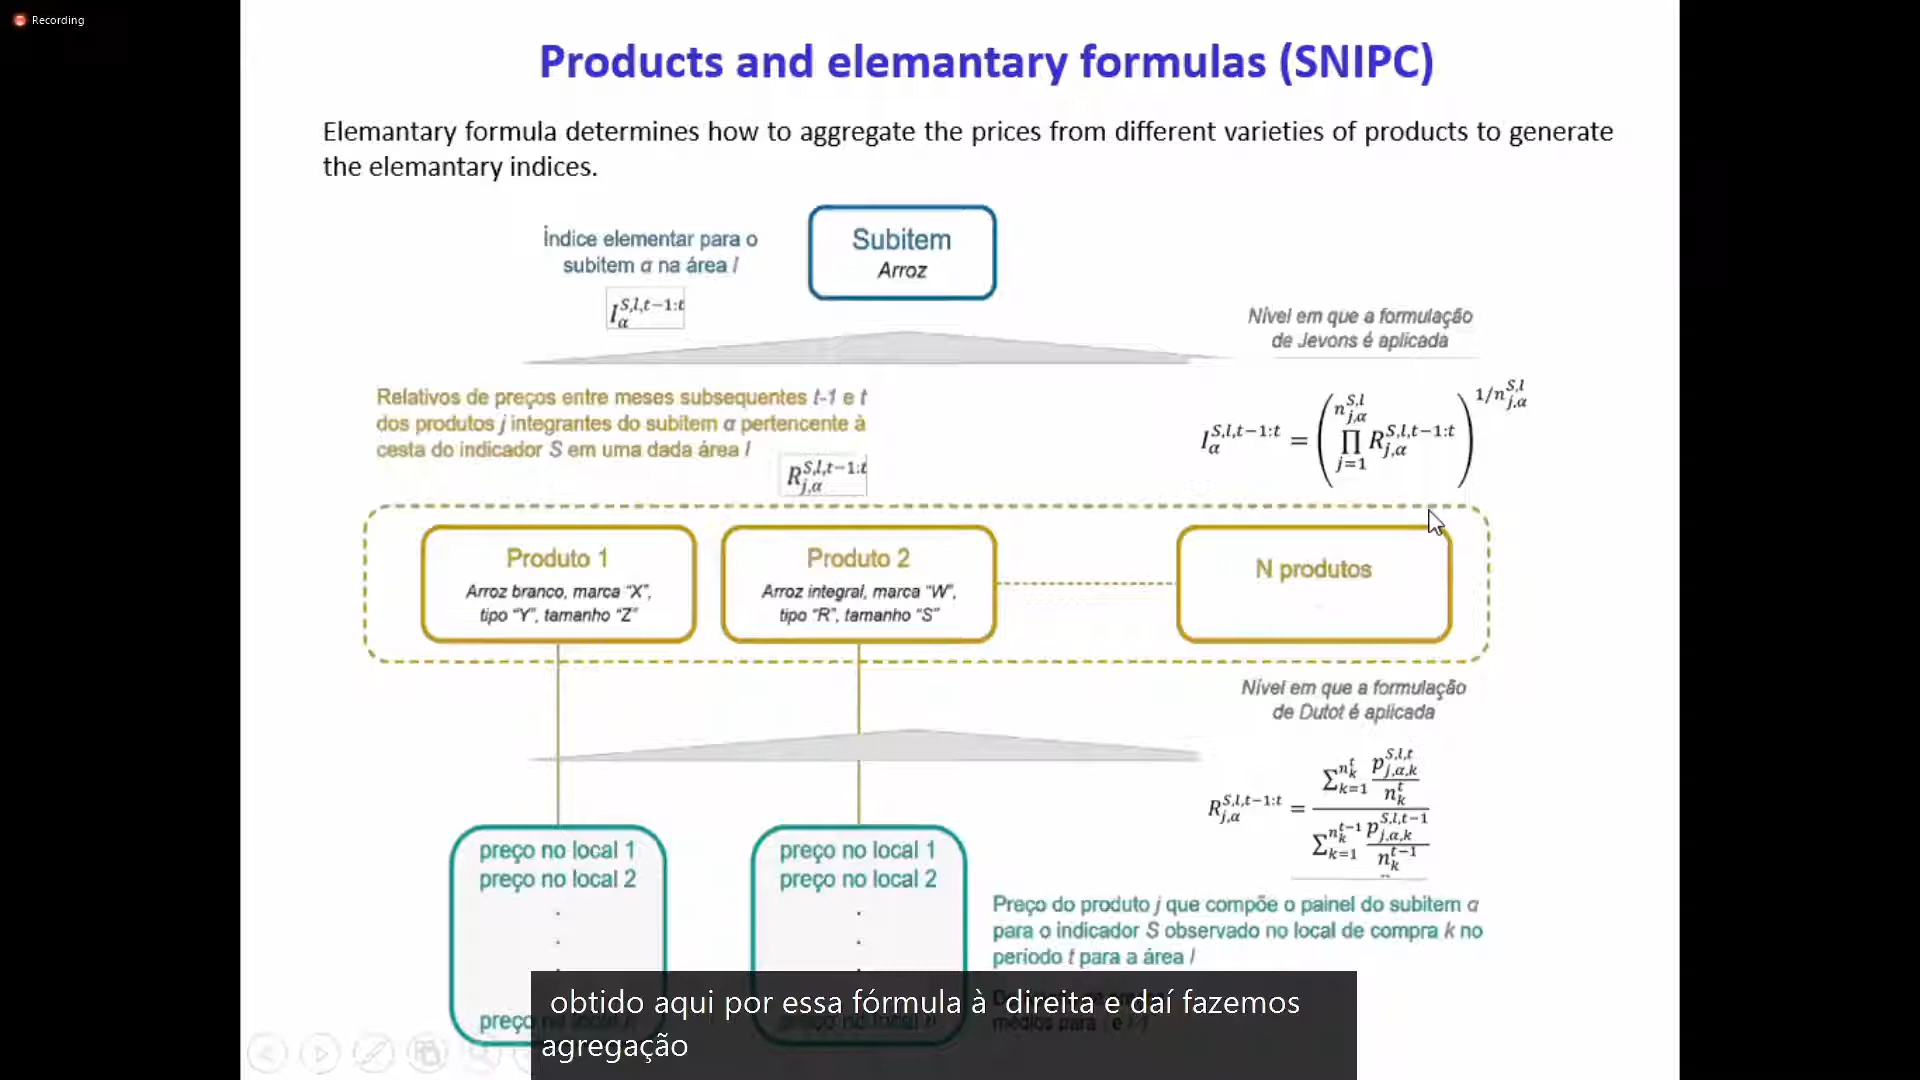 Recording
Products and elemantary formulas (SNIPC)
Elemantary formula determines how to aggregate the prices from different varieties of products to generate
the elemantary indices.
Índice elementar para o
subitem α na área l
I_α^{S,l,t−1:t}
Subitem
Arroz
Nível em que a formulação
de Jevons é aplicada
Relativos de preços entre meses subsequentes t-1 e t
dos produtos j integrantes do subitem α pertencente à
cesta do indicador S em uma dada área l
R_{j,α}^{S,l,t−1:t}
I_α^{S,l,t−1:t} = (∏_{j=1}^{n_{j,α}^{S,l}} R_{j,α}^{S,l,t−1:t})^{1/n_{j,α}^{S,l}}
Produto 1
Arroz branco, marca “X”,
tipo “Y”, tamanho “Z”
Produto 2
Arroz integral, marca “W”,
tipo “R”, tamanho “S”
N produtos
Nível em que a formulação
de Dutot é aplicada
R_{j,α}^{S,l,t−1:t} = (∑_{k=1}^{n_k^t} p_{j,α,k}^{S,l,t} / n_k^t) / (∑_{k=1}^{n_k^{t−1}} p_{j,α,k}^{S,l,t−1} / n_k^{t−1})
preço no local 1
preço no local 2
.
.
.
preço
preço no local 1
preço no local 2
.
.
.
Preço do produto j que compõe o painel do subitem α
para o indicador S observado no local de compra k no
período t para a área l
obtido aqui por essa fórmula à direita e daí fazemos
agregação